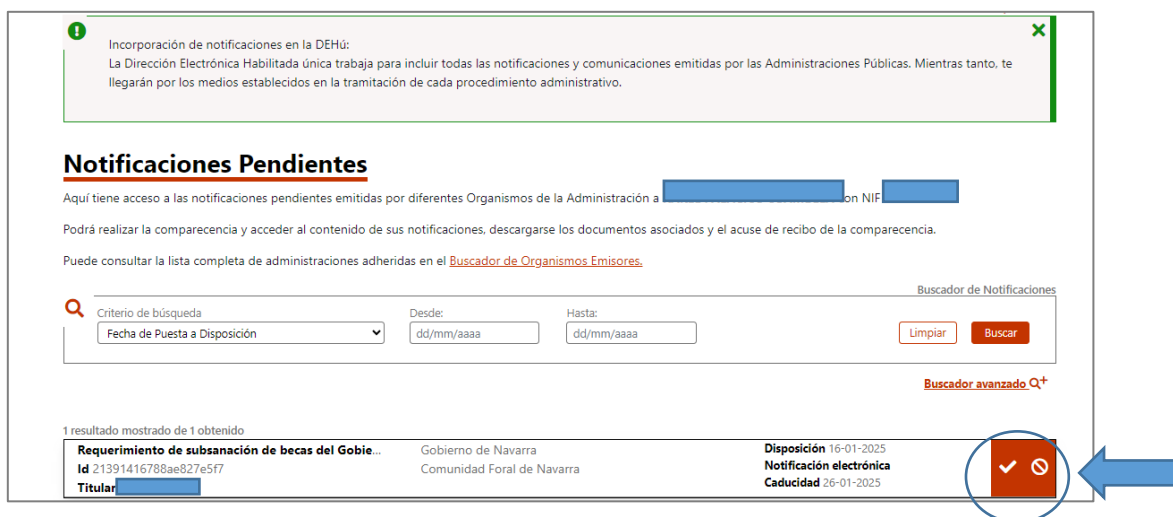 Incorporación de notificaciones en la DEHú:
La Dirección Electrónica Habilitada única trabaja para incluir todas las notificaciones y comunicaciones emitidas por las Administraciones Públicas. Mientras tanto, te
llegarán por los medios establecidos en la tramitación de cada procedimiento administrativo.
Notificaciones Pendientes
Aquí tiene acceso a las notificaciones pendientes emitidas por diferentes Organismos de la Administración a on NIF
Podrá realizar la comparecencia y acceder al contenido de sus notificaciones, descargarse los documentos asociados y el acuse de recibo de la comparecencia.
Puede consultar la lista completa de administraciones adheridas en el Buscador de Organismos Emisores.
Buscador de Notificaciones
Criterio de búsqueda Desde: Hasta:
Fecha de Puesta a Disposición dd/mm/aaaa dd/mm/aaaa Limpiar Buscar
Buscador avanzado
1 resultado mostrado de 1 obtenido
Requerimiento de subsanación de becas del Gobie... Gobierno de Navarra Disposición 16-01-2025
Id 21391416788ae827e5f7 Comunidad Foral de Navarra Notificación electrónica
Titular Caducidad 26-01-2025